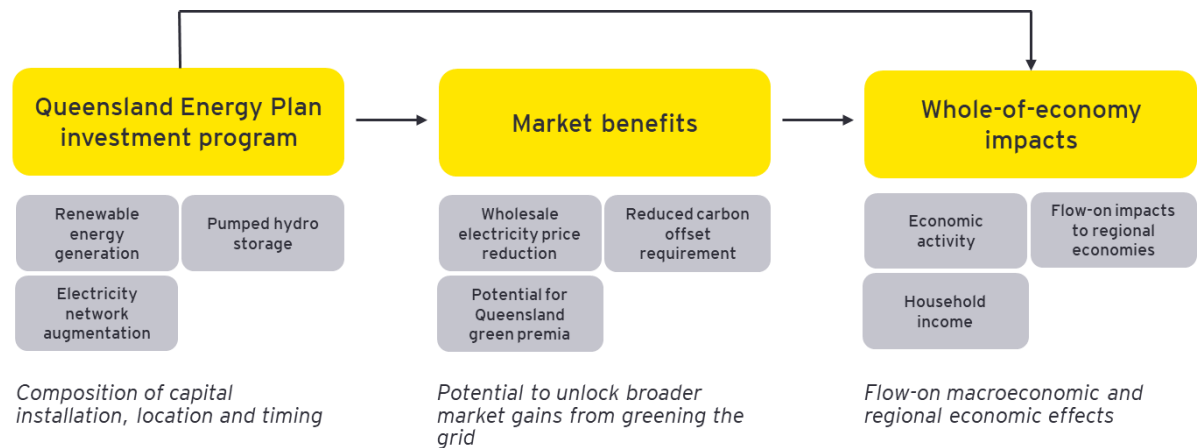 Queensland Energy Plan
investment program
Market benefits
Whole-of-economy
impacts
Renewable
energy
generation
Pumped hydro
storage
Electricity
network
augmentation
Wholesale
electricity price
reduction
Reduced carbon
offset
requirement
Potential for
Queensland
green premia
Economic
activity
Flow-on impacts
to regional
economies
Household
income
Composition of capital
installation, location and timing
Potential to unlock broader
market gains from greening the
grid
Flow-on macroeconomic and
regional economic effects